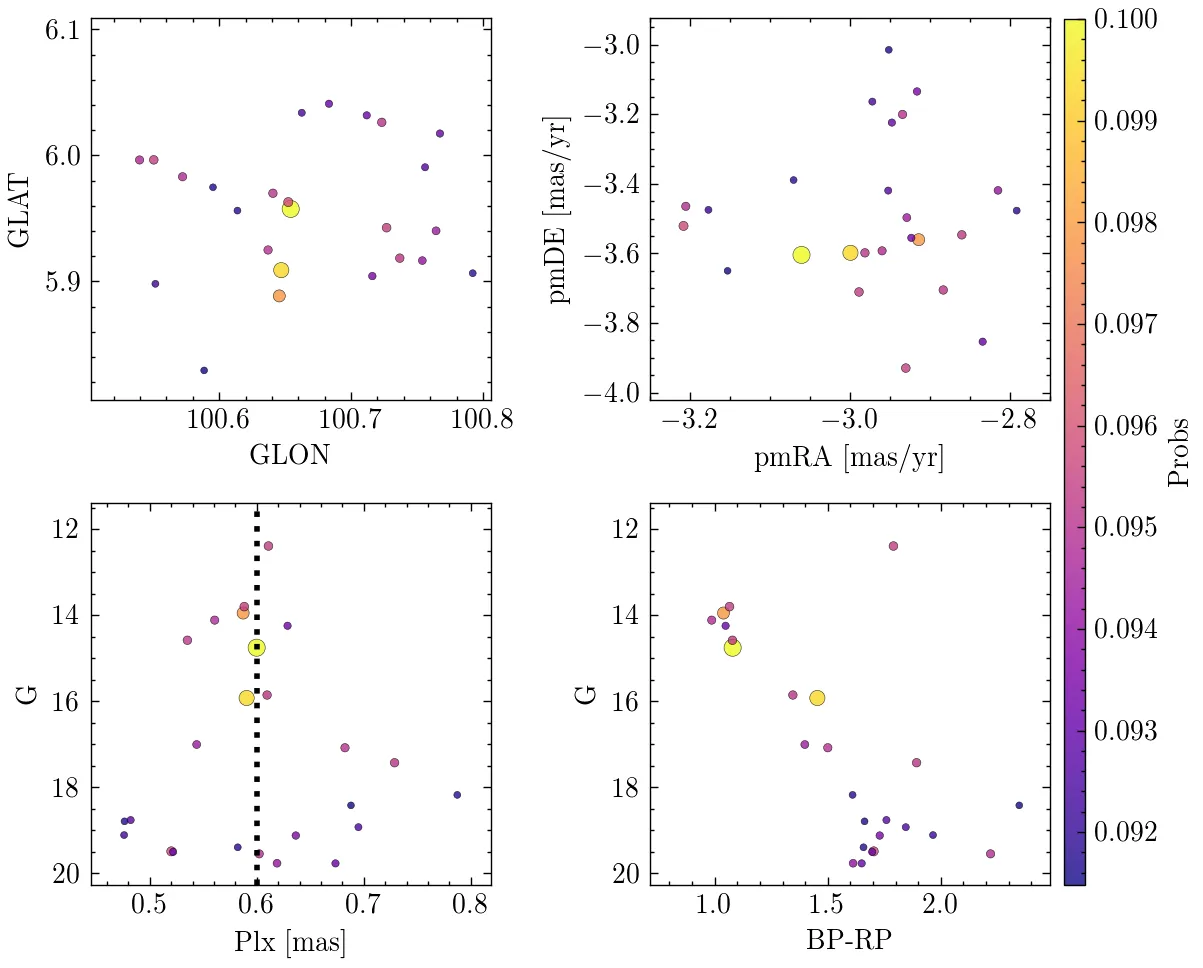 6.1
6.0
5.9
GLAT
100.6 100.7 100.8
GLON
−3.0
−3.2
−3.4
−3.6
−3.8
−4.0
pmDE [mas/yr]
−3.2 −3.0 −2.8
pmRA [mas/yr]
12
14
16
18
20
G
0.5 0.6 0.7 0.8
Plx [mas]
12
14
16
18
20
G
1.0 1.5 2.0
BP-RP
0.100
0.099
0.098
0.097
0.096
0.095
0.094
0.093
0.092
Probs